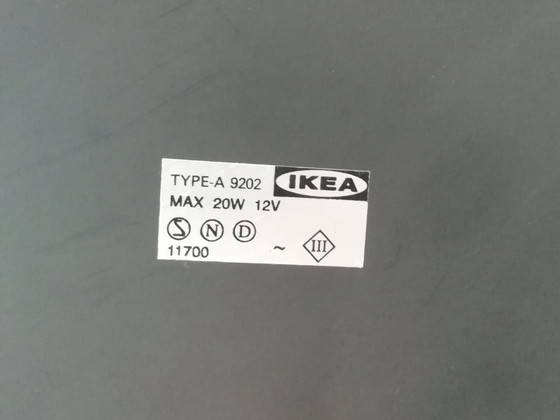 TYPE-A 9202 IKEA
MAX 20W 12V
S N D
11700 ~ III